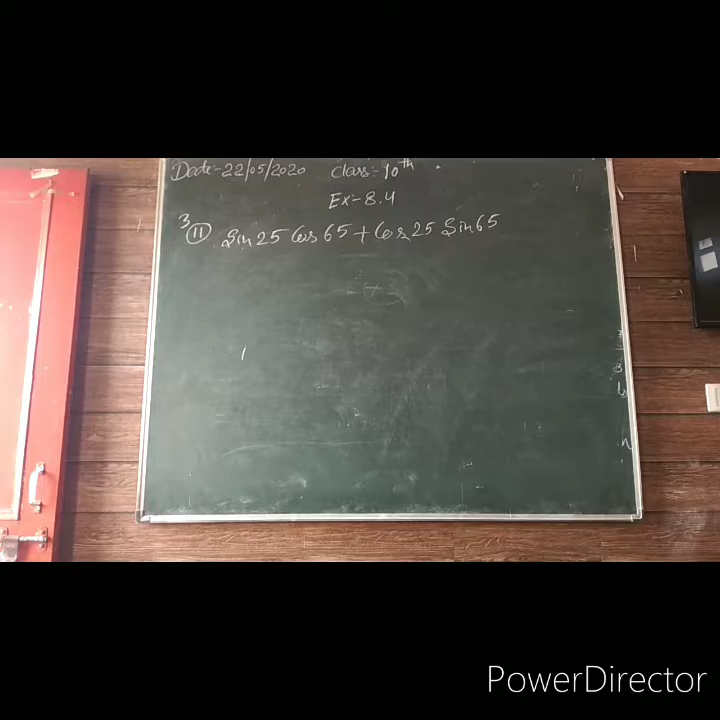 Date:-22/05/2020 Class:-10th
Ex-8.4
3 (11) Sin 25 Cos 65 + Cos 25 Sin 65
PowerDirector